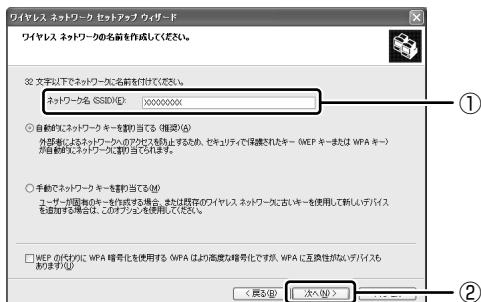 ワイヤレス ネットワーク セットアップ ウィザード
ワイヤレス ネットワークの名前を作成してください。
32 文字以下でネットワークに名前を付けてください。
ネットワーク名 (SSID)(E): XXXXXXXX
①
自動的にネットワーク キーを割り当てる (推奨)(A)
外部者によるネットワークへのアクセスを防止するため、セキュリティで保護されたキー (WEP キーまたは WPA キー)
が自動的にネットワークに割り当てられます。
手動でネットワーク キーを割り当てる(M)
ユーザーが固有のキーを作成する場合、または既存のワイヤレス ネットワークに古いキーを使用して新しいデバイス
を追加する場合は、このオプションを使用してください。
WEP の代わりに WPA 暗号化を使用する (WPA はより高度な暗号化ですが、WPA に互換性がないデバイスも
あります)(U)
< 戻る(B) 次へ(N) >
②